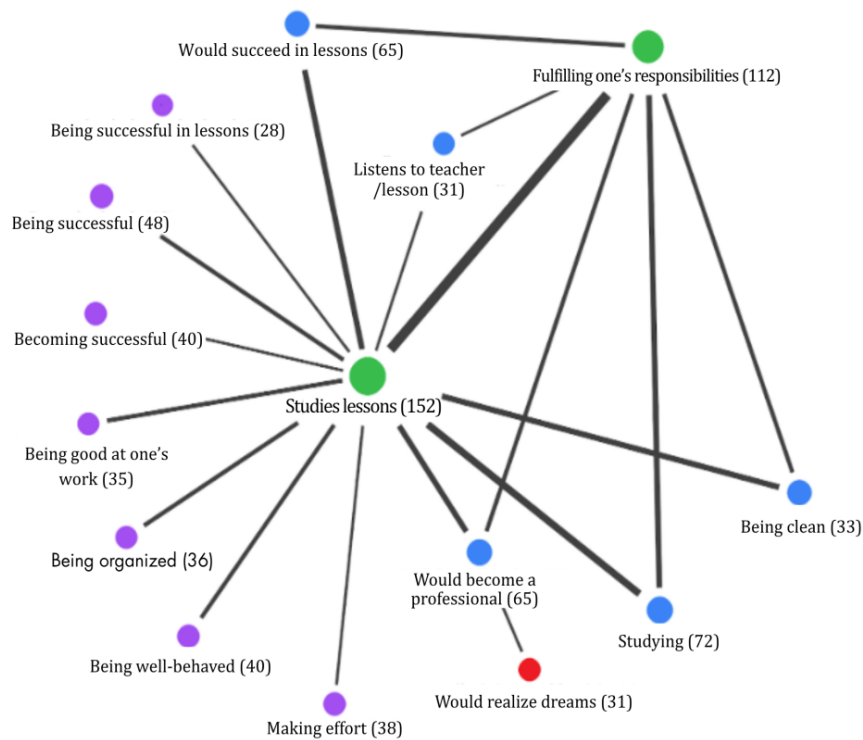 Would succeed in lessons (65)
Fulfilling one's responsibilities (112)
Being successful in lessons (28)
Listens to teacher
/lesson (31)
Being successful (48)
Becoming successful (40)
Studies lessons (152)
Being good at one's
work (35)
Being clean (33)
Being organized (36)
Would become a
professional (65)
Studying (72)
Being well-behaved (40)
Would realize dreams (31)
Making effort (38)